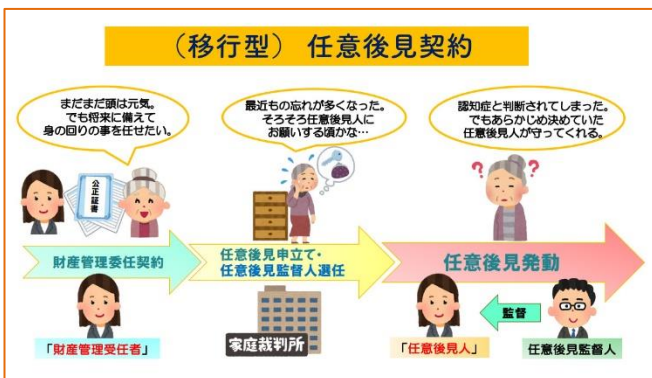 （移行型） 任意後見契約
まだまだ頭は元気。
でも将来に備えて
身の回りの事を任せたい。
最近もの忘れが多くなった。
そろそろ任意後見人に
お願いする頃かな…
認知症と判断されてしまった。
でもあらかじめ決めていた
任意後見人が守ってくれる。
公正証書
？ ？
財産管理委任契約
任意後見申立て・
任意後見監督人選任
任意後見発動
「財産管理受任者」
家庭裁判所
「任意後見人」
監督
任意後見監督人